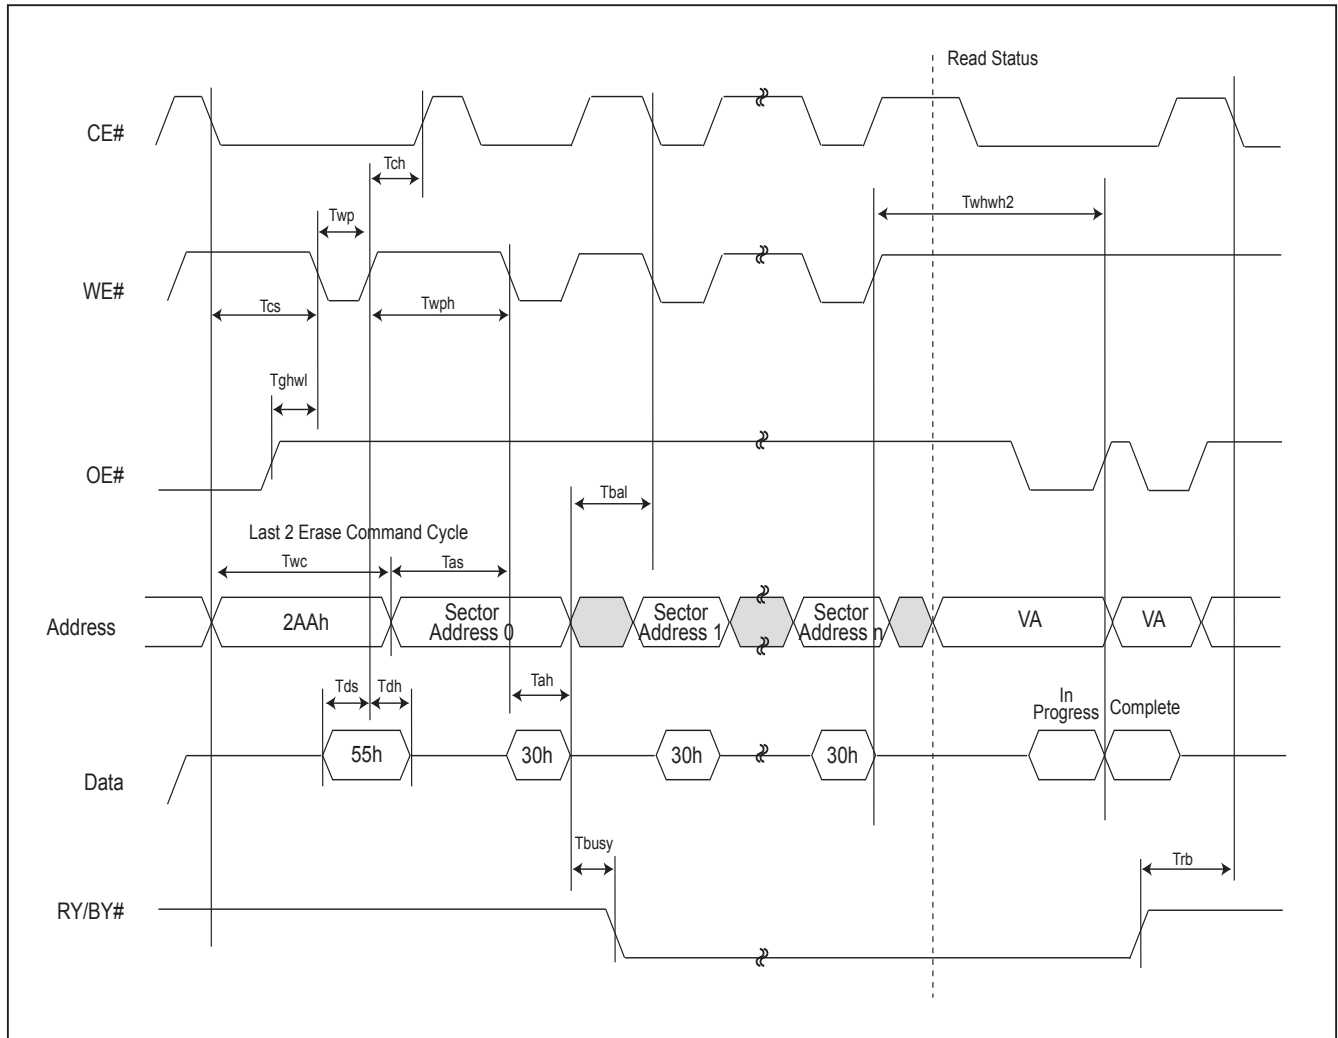 Read Status
CE#
Tch
Twhwh2
Twp
WE#
Tcs
Twph
Tghwl
OE#
Tbal
Last 2 Erase Command Cycle
Twc
Tas
Address
2AAh
Sector
Address 0
Sector
Address 1
Sector
Address n
VA
VA
Tds
Tdh
Tah
In
Progress
Complete
Data
55h
30h
30h
30h
Tbusy
Trb
RY/BY#